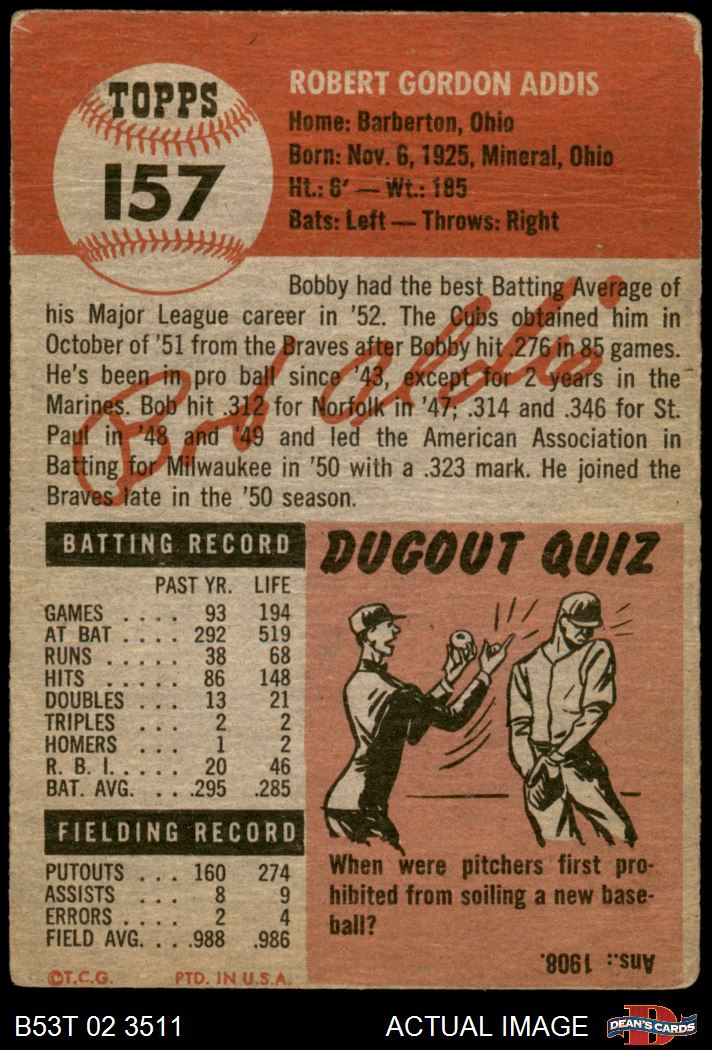 TOPPS
157
ROBERT GORDON ADDIS
Home: Barberton, Ohio
Born: Nov. 6, 1925, Mineral, Ohio
Ht.: 6' — Wt.: 185
Bats: Left — Throws: Right
Bobby had the best Batting Average of
his Major League career in '52. The Cubs obtained him in
October of '51 from the Braves after Bobby hit .276 in 85 games.
He's been in pro ball since '43, except for 2 years in the
Marines. Bob hit .312 for Norfolk in '47; .314 and .346 for St.
Paul in '48 and '49 and led the American Association in
Batting for Milwaukee in '50 with a .323 mark. He joined the
Braves late in the '50 season.
Bob Addis
BATTING RECORD
PAST YR. LIFE
GAMES .... 93 194
AT BAT .... 292 519
RUNS ..... 38 68
HITS ..... 86 148
DOUBLES ... 13 21
TRIPLES ... 2 2
HOMERS ... 1 2
R. B. I. .... 20 46
BAT. AVG. ... .295 .285
FIELDING RECORD
PUTOUTS ... 160 274
ASSISTS ... 8 9
ERRORS .... 2 4
FIELD AVG. ... .988 .986
©T.C.G. PTD. IN U.S.A.
DUGOUT QUIZ
When were pitchers first pro-
hibited from soiling a new base-
ball?
Ans.: 1908.
B53T 02 3511 ACTUAL IMAGE
DEAN'S CARDS